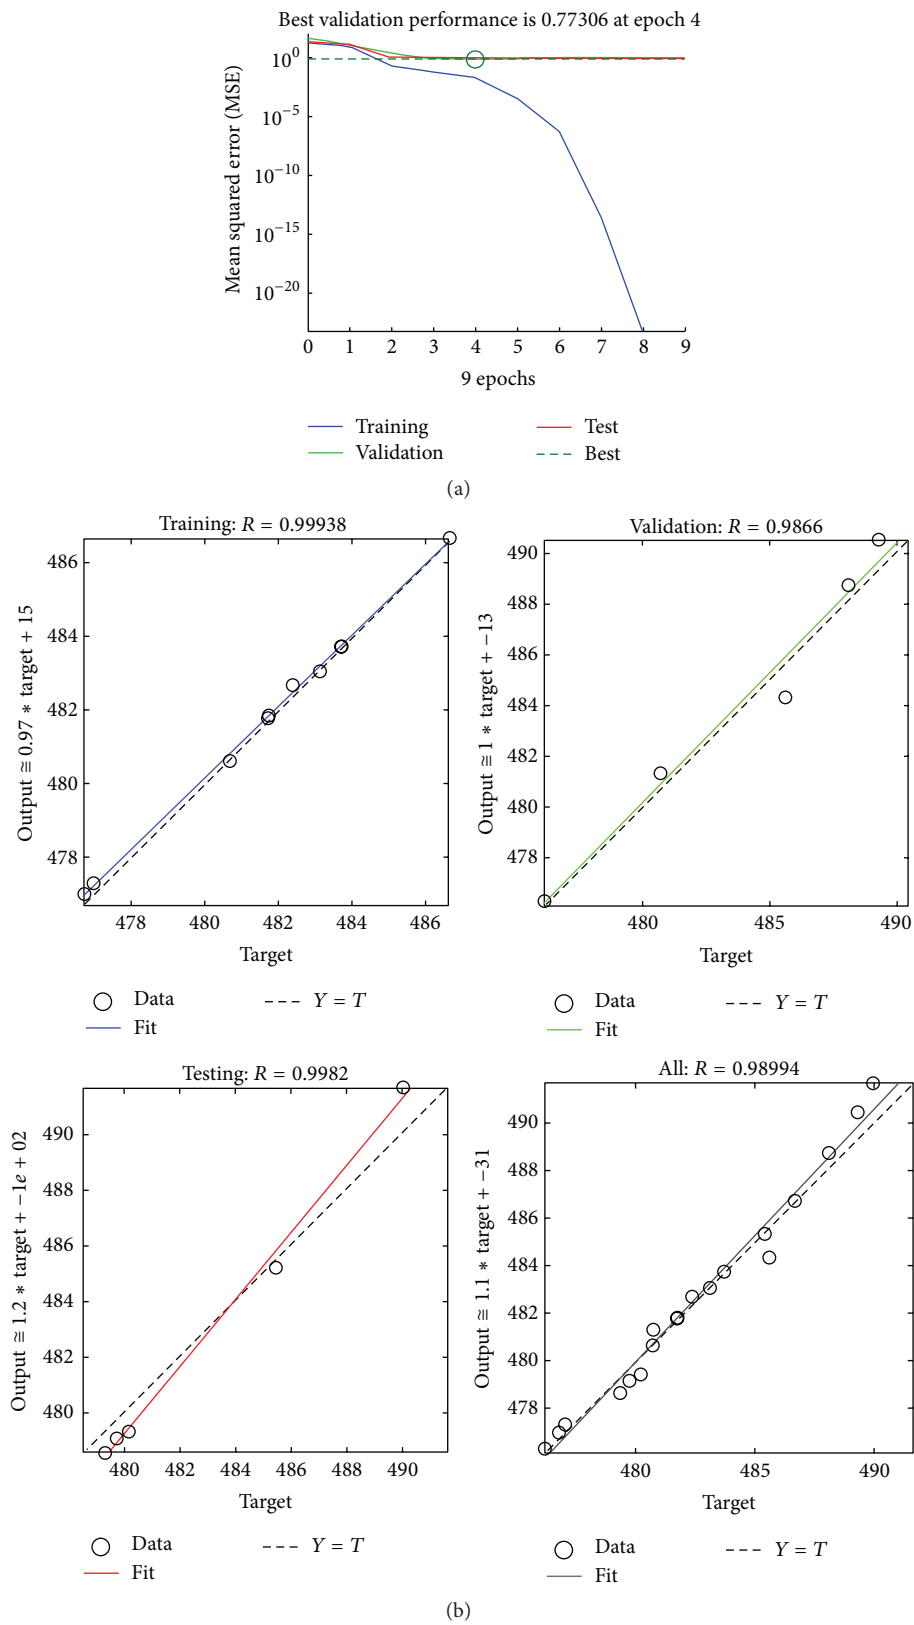 Best validation performance is 0.77306 at epoch 4
Mean squared error (MSE)
10^0
10^−5
10^−10
10^−15
10^−20
0 1 2 3 4 5 6 7 8 9
9 epochs
Training
Validation
Test
Best
(a)
Training: R = 0.99938
Output ≅ 0.97 * target + 15
486
484
482
480
478
478 480 482 484 486
Target
Data
Fit
Y = T
Validation: R = 0.9866
Output ≅ 1 * target + −13
490
488
486
484
482
480
478
480 485 490
Target
Data
Fit
Y = T
Testing: R = 0.9982
Output ≅ 1.2 * target + −1e + 02
490
488
486
484
482
480
480 482 484 486 488 490
Target
Data
Fit
Y = T
All: R = 0.98994
Output ≅ 1.1 * target + −31
490
488
486
484
482
480
478
480 485 490
Target
Data
Fit
Y = T
(b)